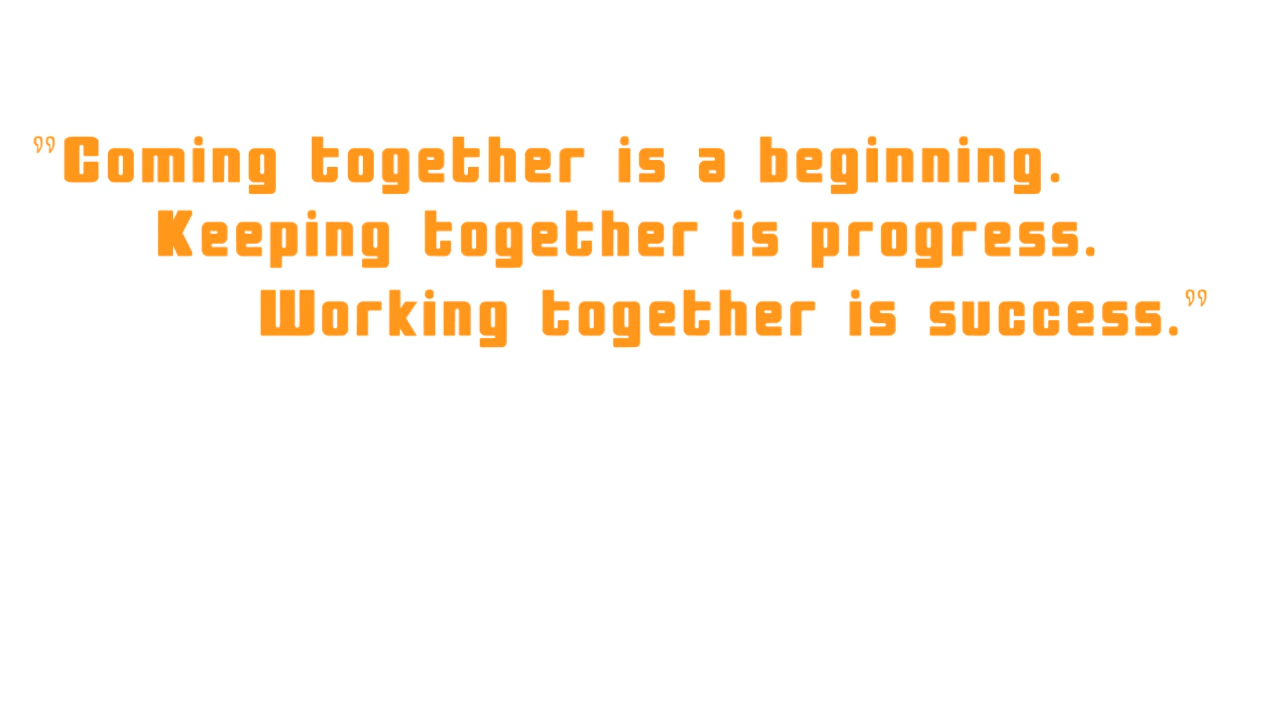 ”Coming together is a beginning.
Keeping together is progress.
Working together is success.”